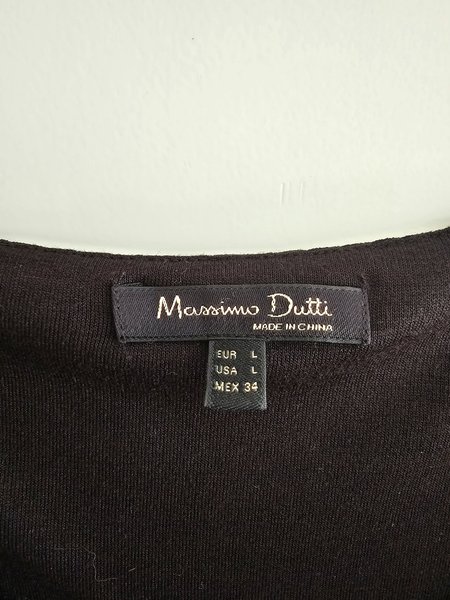 Massimo Dutti
MADE IN CHINA
EUR L
USA L
MEX 34